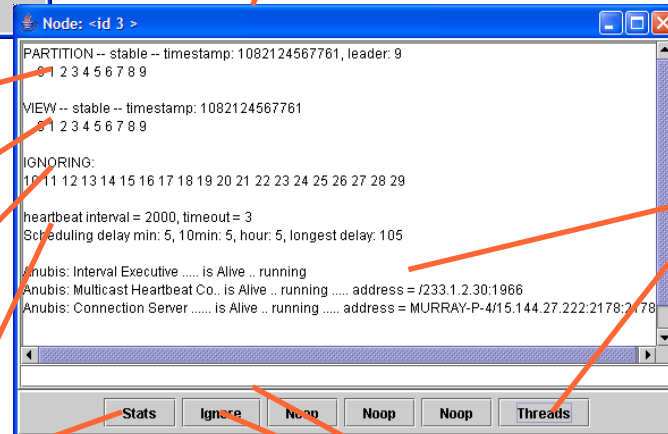 Node: <id 3 >
PARTITION -- stable -- timestamp: 1082124567761, leader: 9
0 1 2 3 4 5 6 7 8 9
VIEW -- stable -- timestamp: 1082124567761
0 1 2 3 4 5 6 7 8 9
IGNORING:
10 11 12 13 14 15 16 17 18 19 20 21 22 23 24 25 26 27 28 29
heartbeat interval = 2000, timeout = 3
Scheduling delay min: 5, 10min: 5, hour: 5, longest delay: 105
Anubis: Interval Executive ..... is Alive .. running
Anubis: Multicast Heartbeat Co.. is Alive .. running ..... address = /233.1.2.30:1966
Anubis: Connection Server ...... is Alive .. running ..... address = MURRAY-P-4/15.144.27.222:2178:2178
Stats Ignore Noop Noop Noop Threads